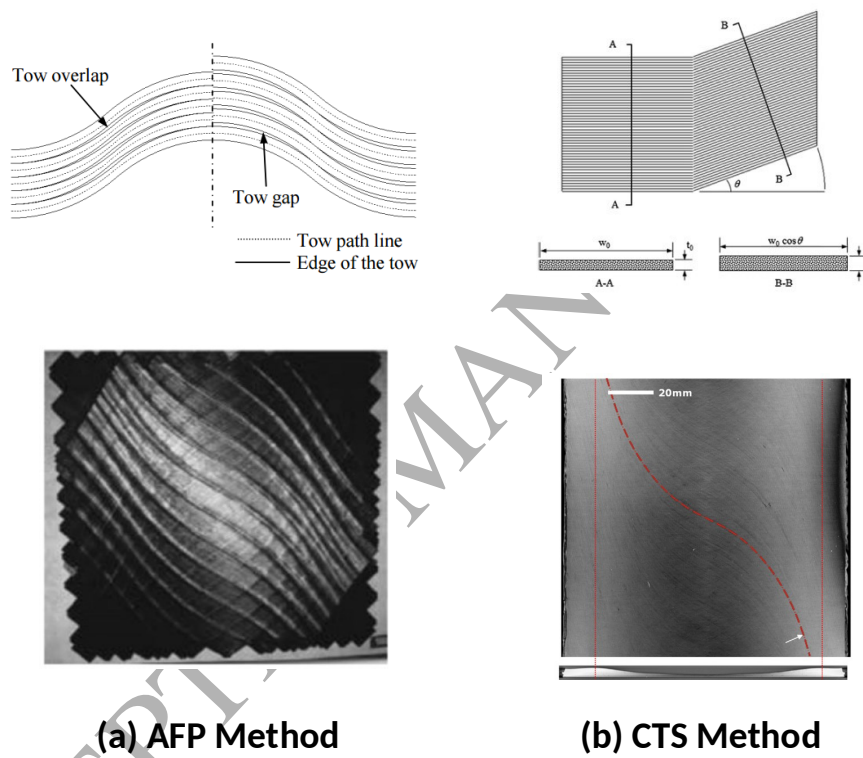 Tow overlap
Tow gap
Tow path line
Edge of the tow
A
A
B
B
θ
w₀
t₀
A-A
w₀ cosθ
B-B
20mm
(a) AFP Method
(b) CTS Method